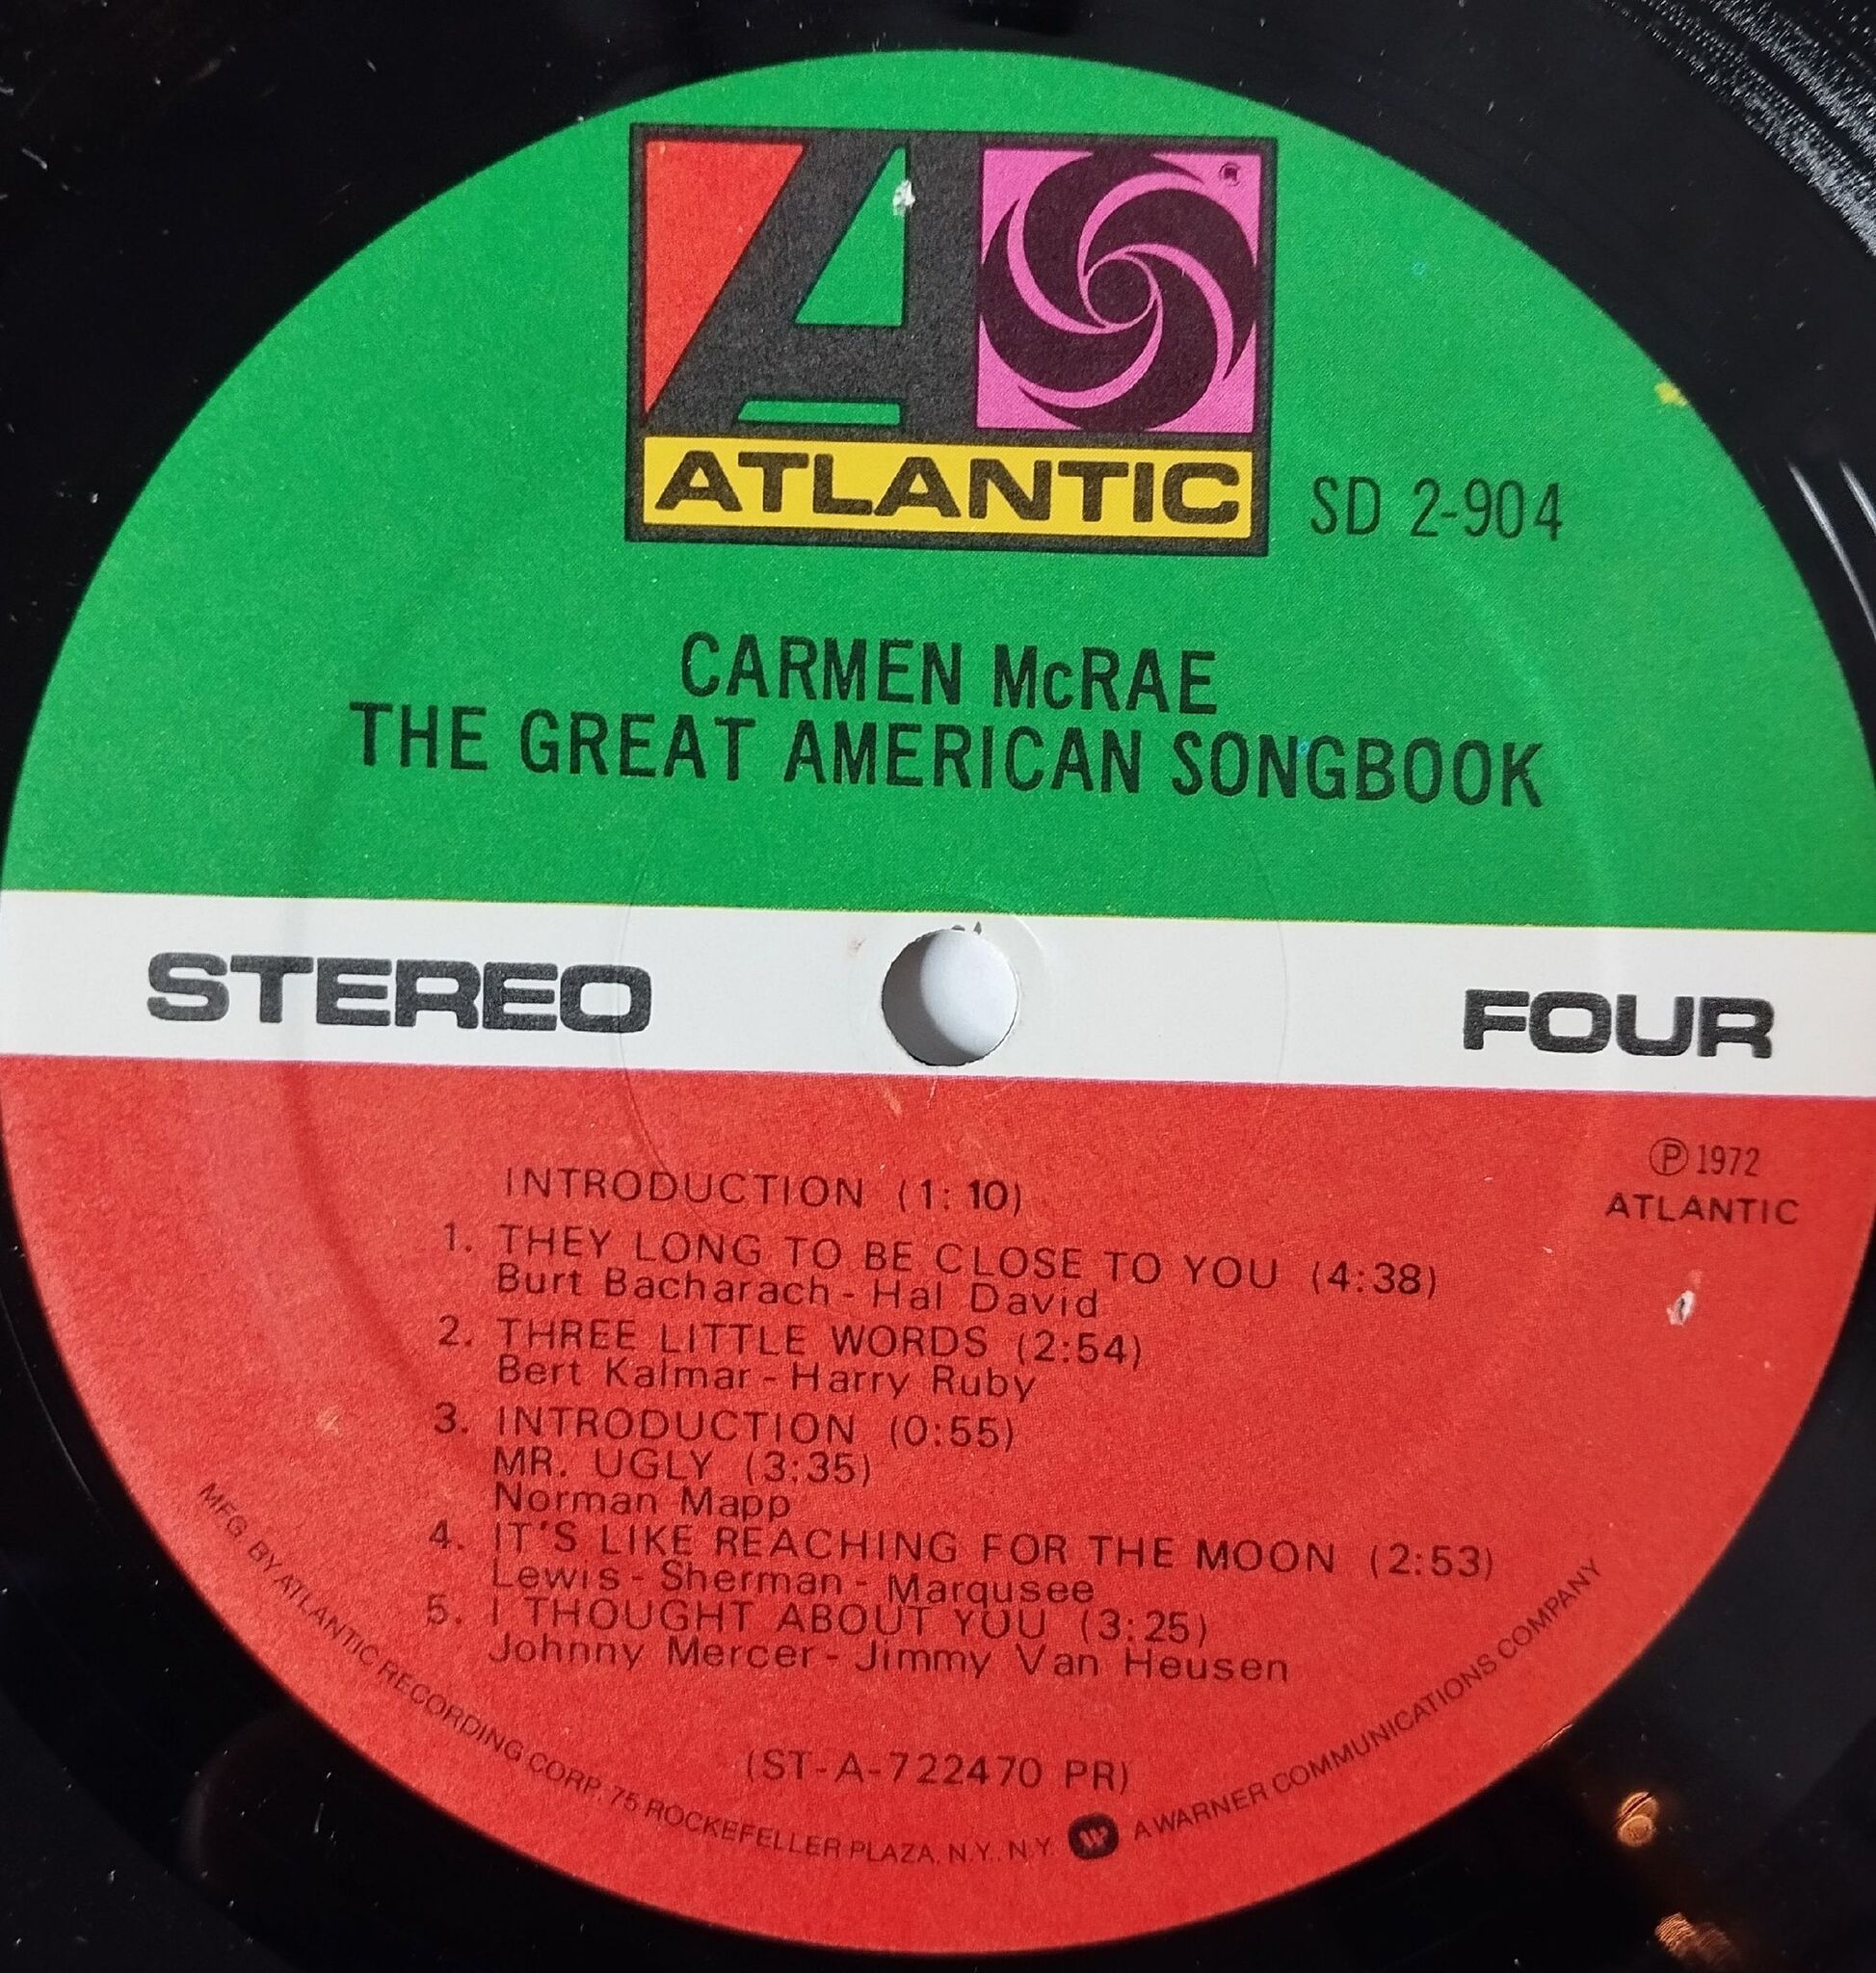 ATLANTIC
SD 2-904
CARMEN McRAE
THE GREAT AMERICAN SONGBOOK
STEREO
FOUR
℗ 1972
ATLANTIC
INTRODUCTION (1:10)
1. THEY LONG TO BE CLOSE TO YOU (4:38)
Burt Bacharach - Hal David
2. THREE LITTLE WORDS (2:54)
Bert Kalmar - Harry Ruby
3. INTRODUCTION (0:55)
MR. UGLY (3:35)
Norman Mapp
4. IT'S LIKE REACHING FOR THE MOON (2:53)
Lewis - Sherman - Marqusee
5. I THOUGHT ABOUT YOU (3:25)
Johnny Mercer - Jimmy Van Heusen
(ST-A-722470 PR)
MFG. BY ATLANTIC RECORDING CORP. 75 ROCKEFELLER PLAZA, N.Y., N.Y. W A WARNER COMMUNICATIONS COMPANY